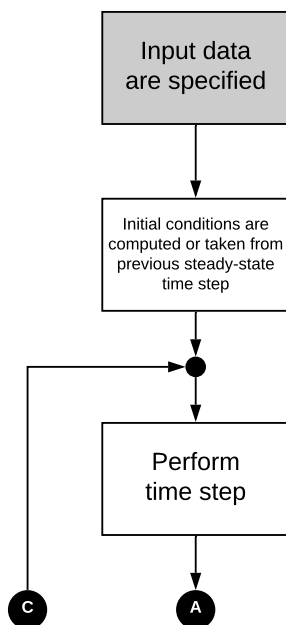 Input data
are specified
Initial conditions are
computed or taken from
previous steady-state
time step
Perform
time step
C
A